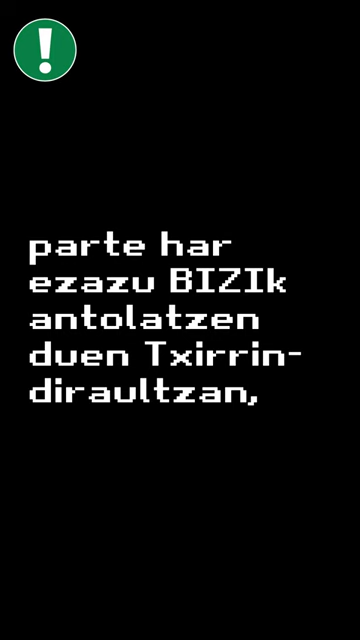 parte har
ezazu BIZIk
antolatzen
duen Txirrin-
diraultzan,